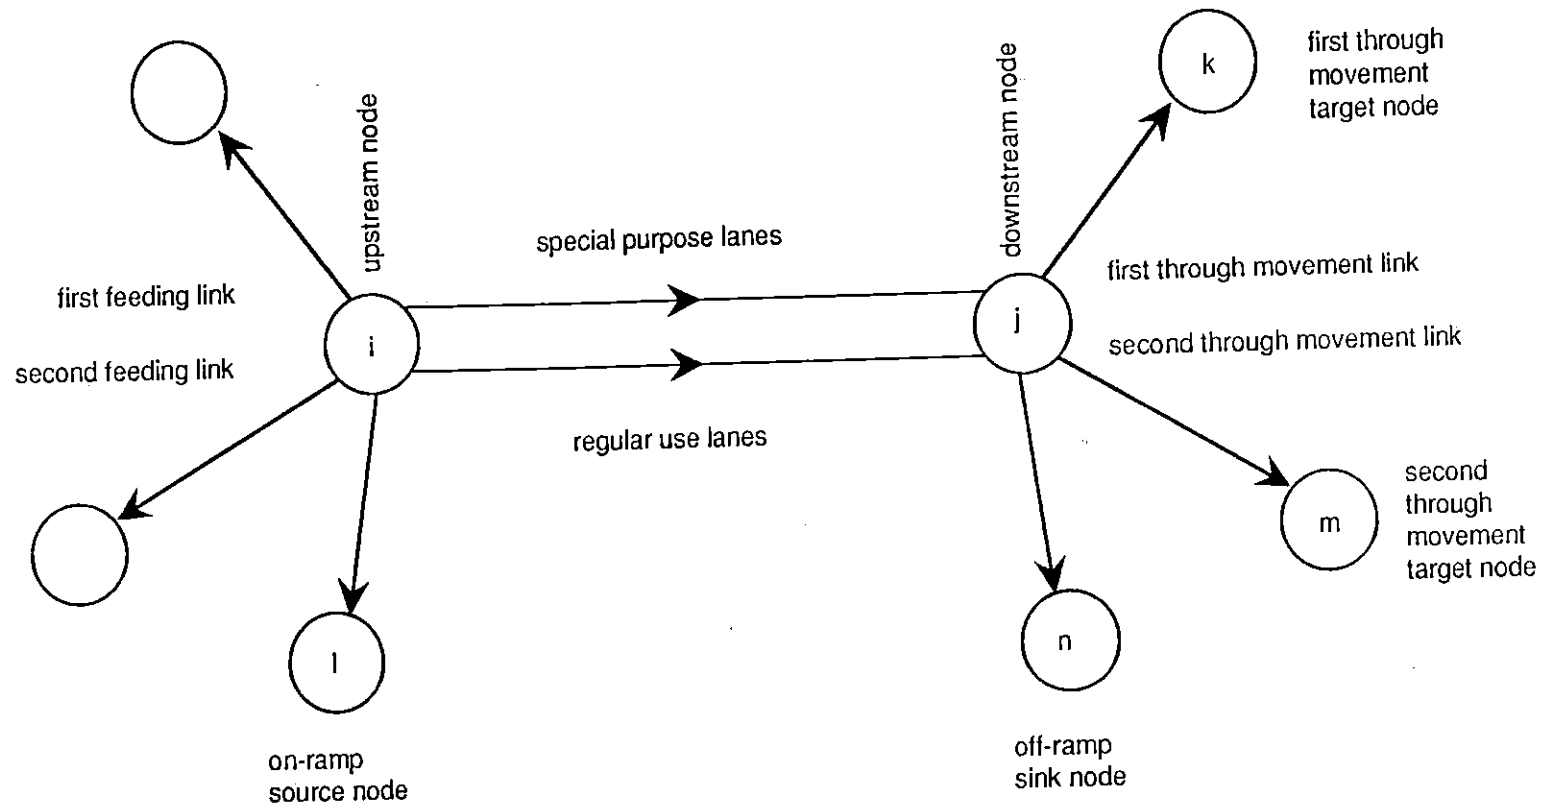 k
first through
movement
target node
upstream node
downstream node
special purpose lanes
first through movement link
first feeding link
i
j
second through movement link
second feeding link
regular use lanes
second
through
movement
target node
m
l
n
on-ramp
source node
off-ramp
sink node